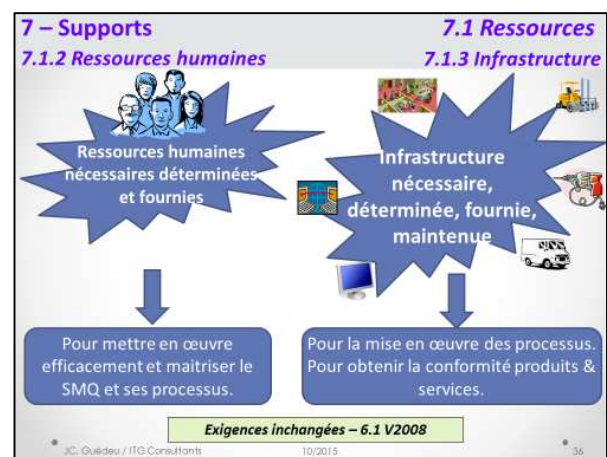 7 – Supports
7.1 Ressources
7.1.2 Ressources humaines
7.1.3 Infrastructure
Ressources humaines
nécessaires déterminées
et fournies
Infrastructure
nécessaire,
déterminée, fournie,
maintenue
Pour mettre en œuvre
efficacement et maitriser le
SMQ et ses processus.
Pour la mise en œuvre des processus.
Pour obtenir la conformité produits &
services.
Exigences inchangées – 6.1 V2008
JC. Guédeu / ITG Consultants
10/2015
36